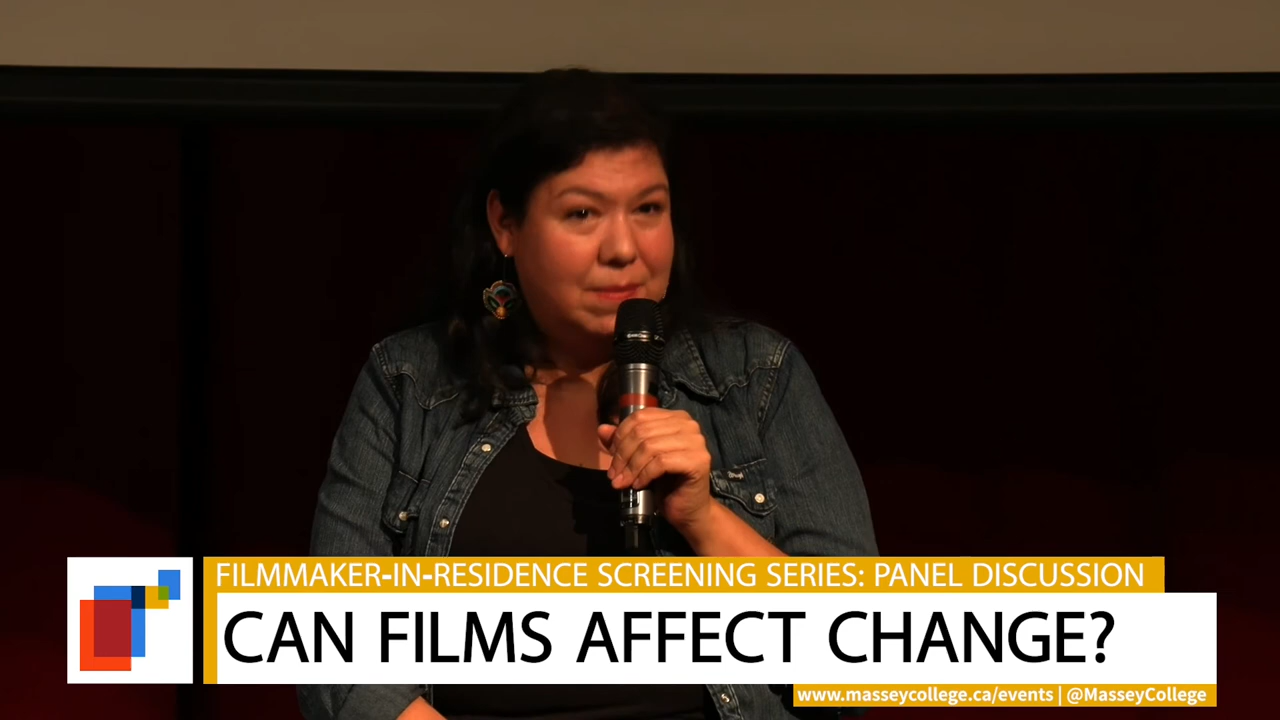 FILMMAKER-IN-RESIDENCE SCREENING SERIES: PANEL DISCUSSION
CAN FILMS AFFECT CHANGE?
www.masseycollege.ca/events | @MasseyCollege